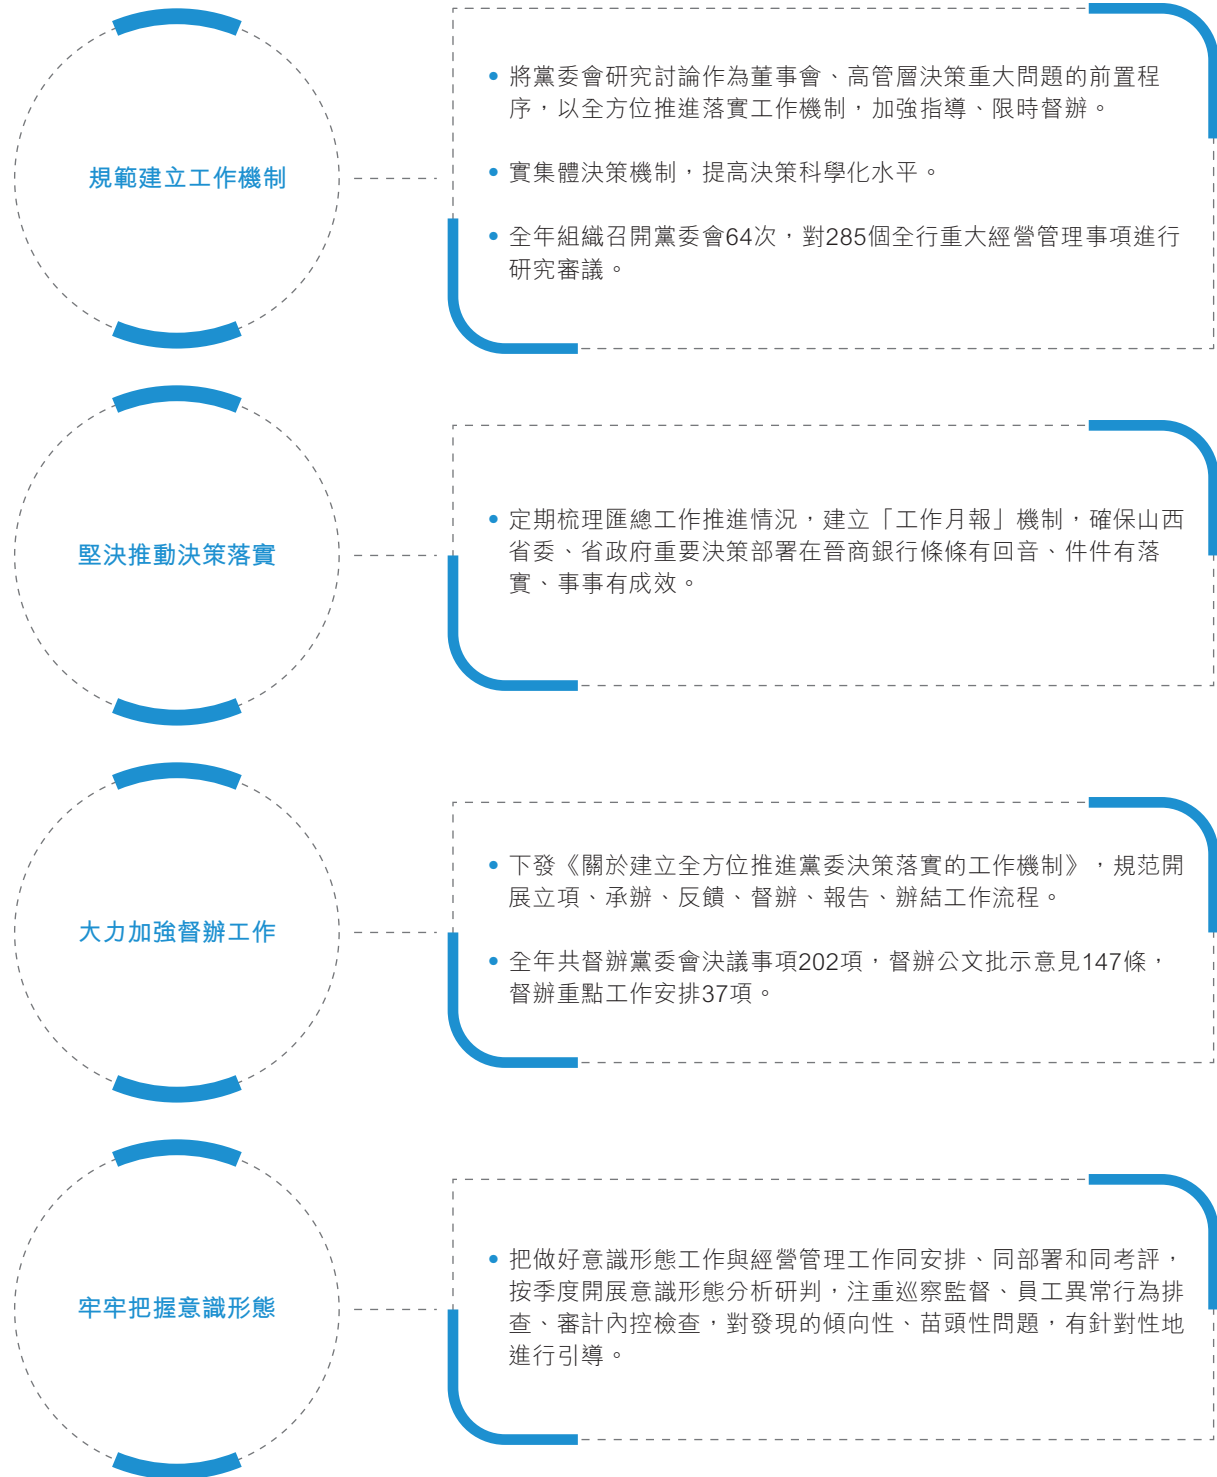 規範建立工作機制
• 將黨委會研究討論作為董事會、高管層決策重大問題的前置程
序，以全方位推進落實工作機制，加強指導、限時督辦。
• 實集體決策機制，提高決策科學化水平。
• 全年組織召開黨委會64次，對285個全行重大經營管理事項進行
研究審議。
堅決推動決策落實
• 定期梳理匯總工作推進情況，建立「工作月報」機制，確保山西
省委、省政府重要決策部署在晉商銀行條條有回音、件件有落
實、事事有成效。
大力加強督辦工作
• 下發《關於建立全方位推進黨委決策落實的工作機制》，規范開
展立項、承辦、反饋、督辦、報告、辦結工作流程。
• 全年共督辦黨委會決議事項202項，督辦公文批示意見147條，
督辦重點工作安排37項。
牢牢把握意識形態
• 把做好意識形態工作與經營管理工作同安排、同部署和同考評，
按季度開展意識形態分析研判，注重巡察監督、員工異常行為排
查、審計內控檢查，對發現的傾向性、苗頭性問題，有針對性地
進行引導。